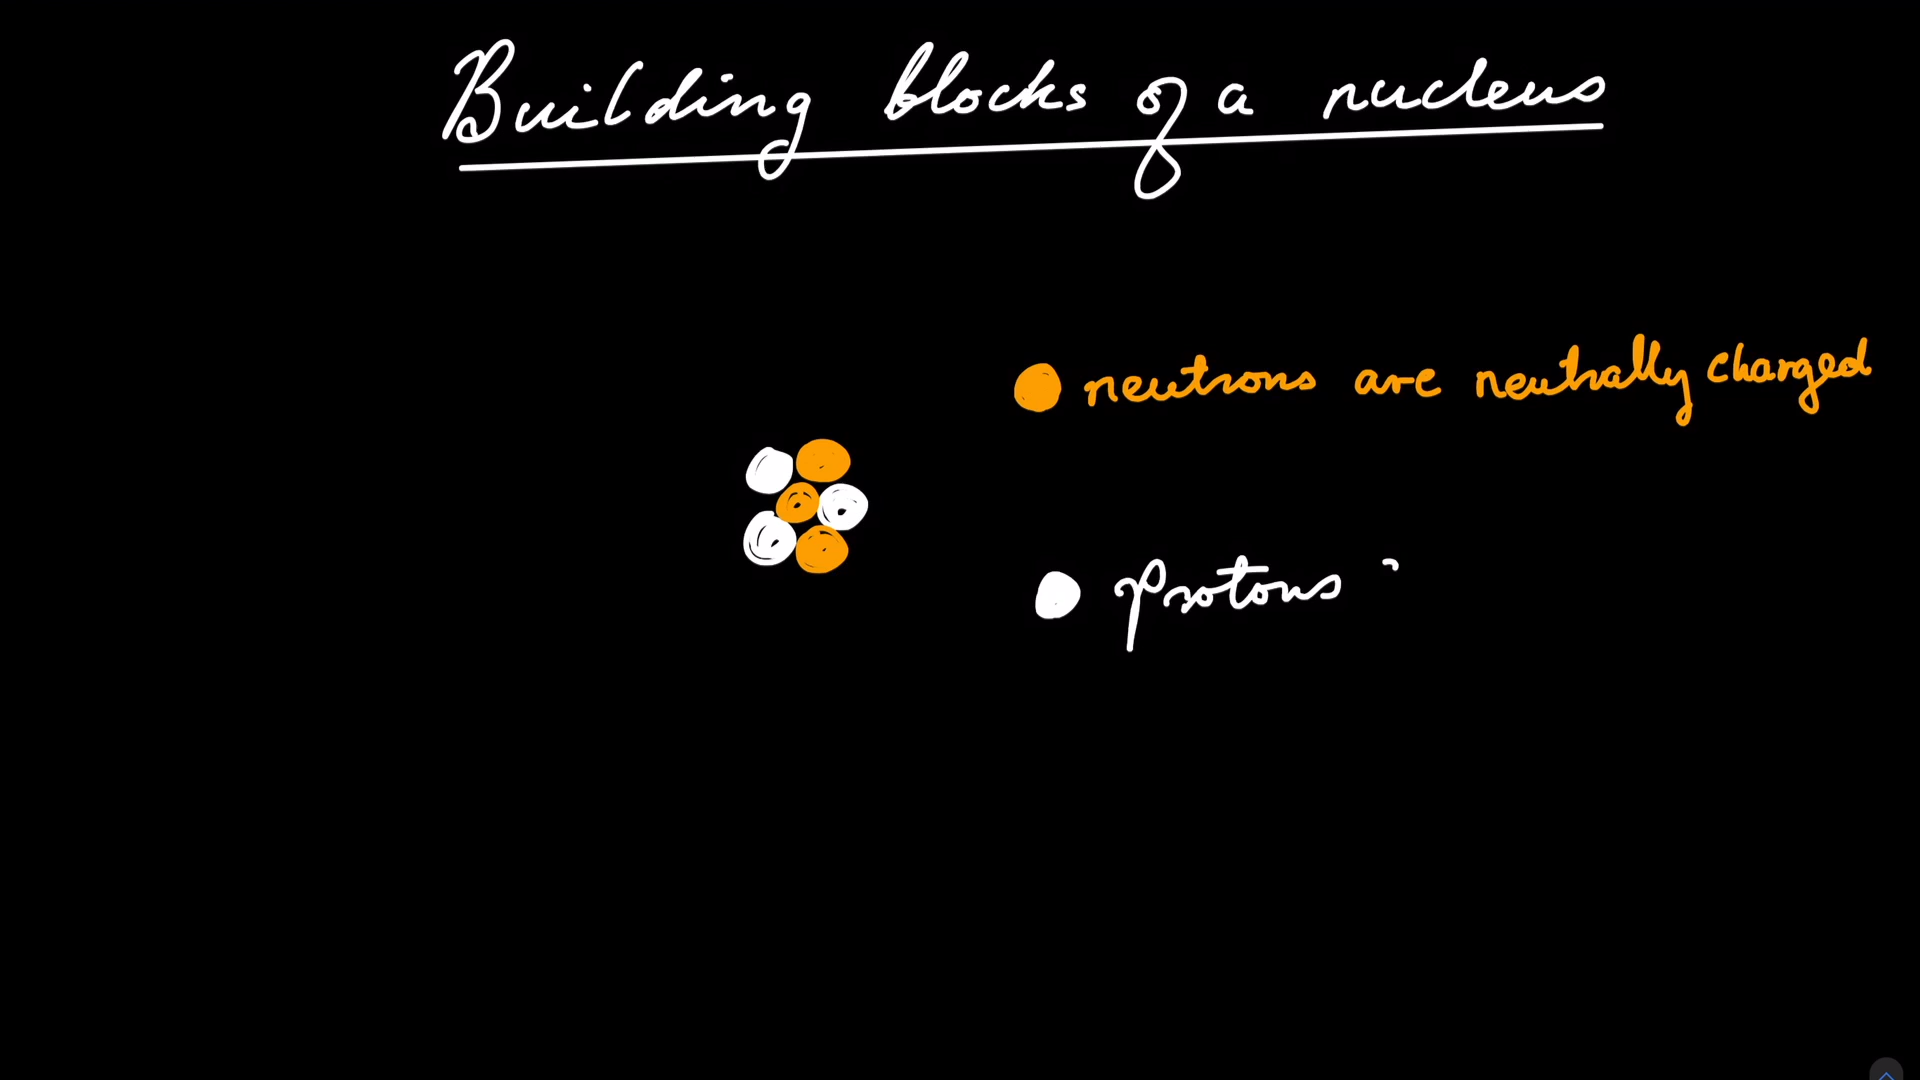 Building blocks of a nucleus
neutrons are neutrally charged
protons